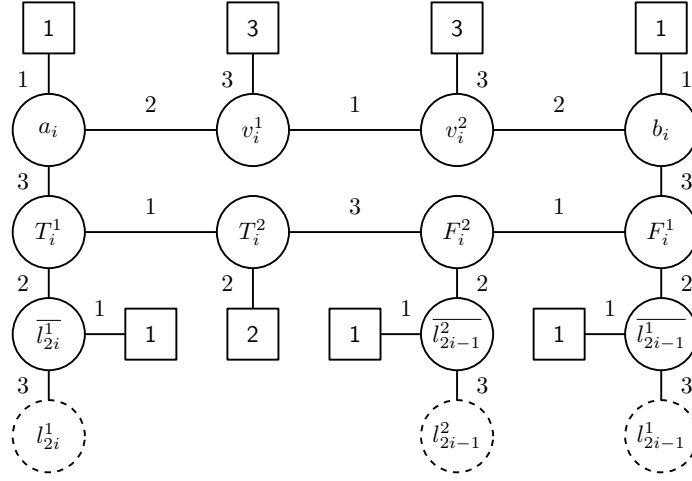 1 3 3 1
1 3 3 1
a_i 2 v_i^1 1 v_i^2 2 b_i
3 3
T_i^1 1 T_i^2 3 F_i^2 1 F_i^1
2 2 2 2
\overline{l_{2i}^1} 1 1 2 1 1 \overline{l_{2i-1}^2} 1 1 \overline{l_{2i-1}^1}
3 3 3
l_{2i}^1 l_{2i-1}^2 l_{2i-1}^1